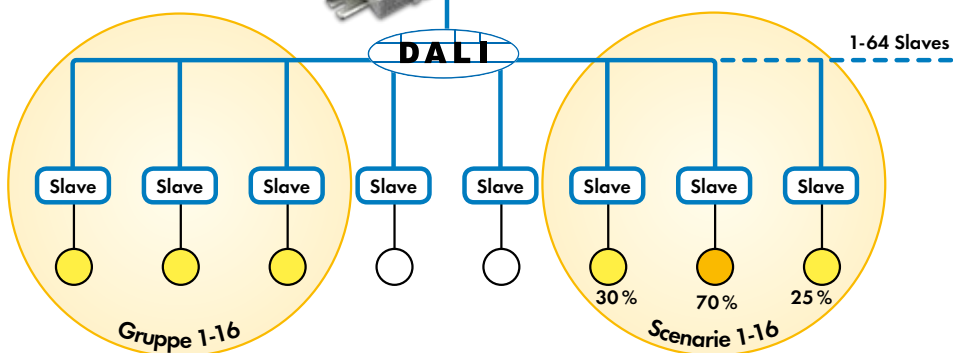 DALI
1-64 Slaves
Slave Slave Slave Slave Slave Slave Slave Slave
30 % 70 % 25 %
Gruppe 1-16
Scenarie 1-16